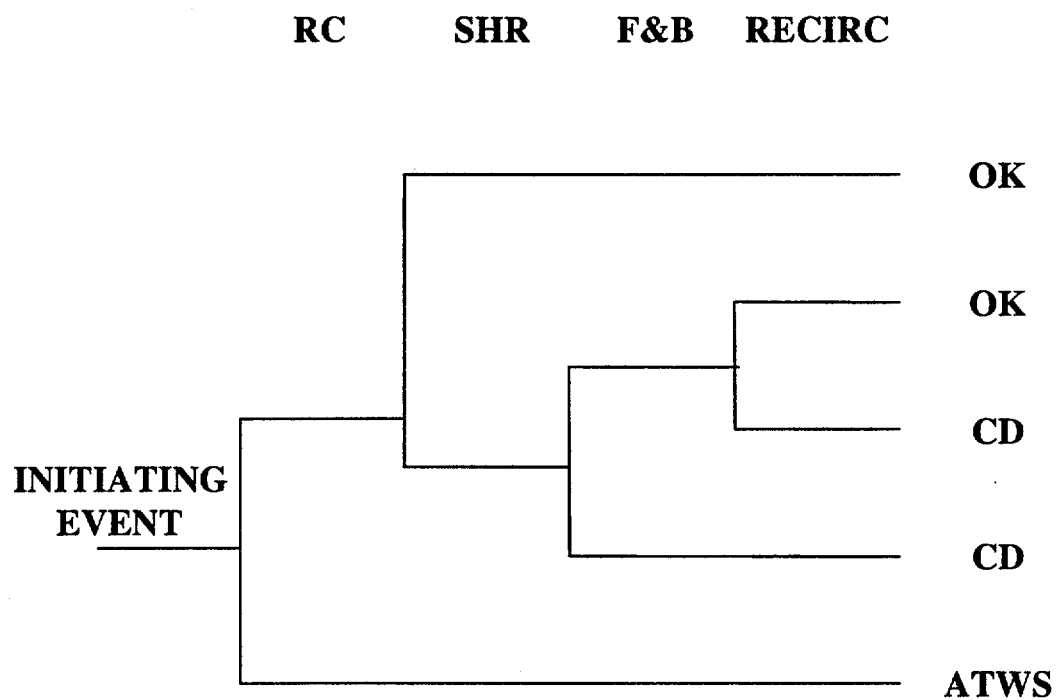 RC SHR F&B RECIRC
OK
OK
CD
INITIATING
EVENT
CD
ATWS